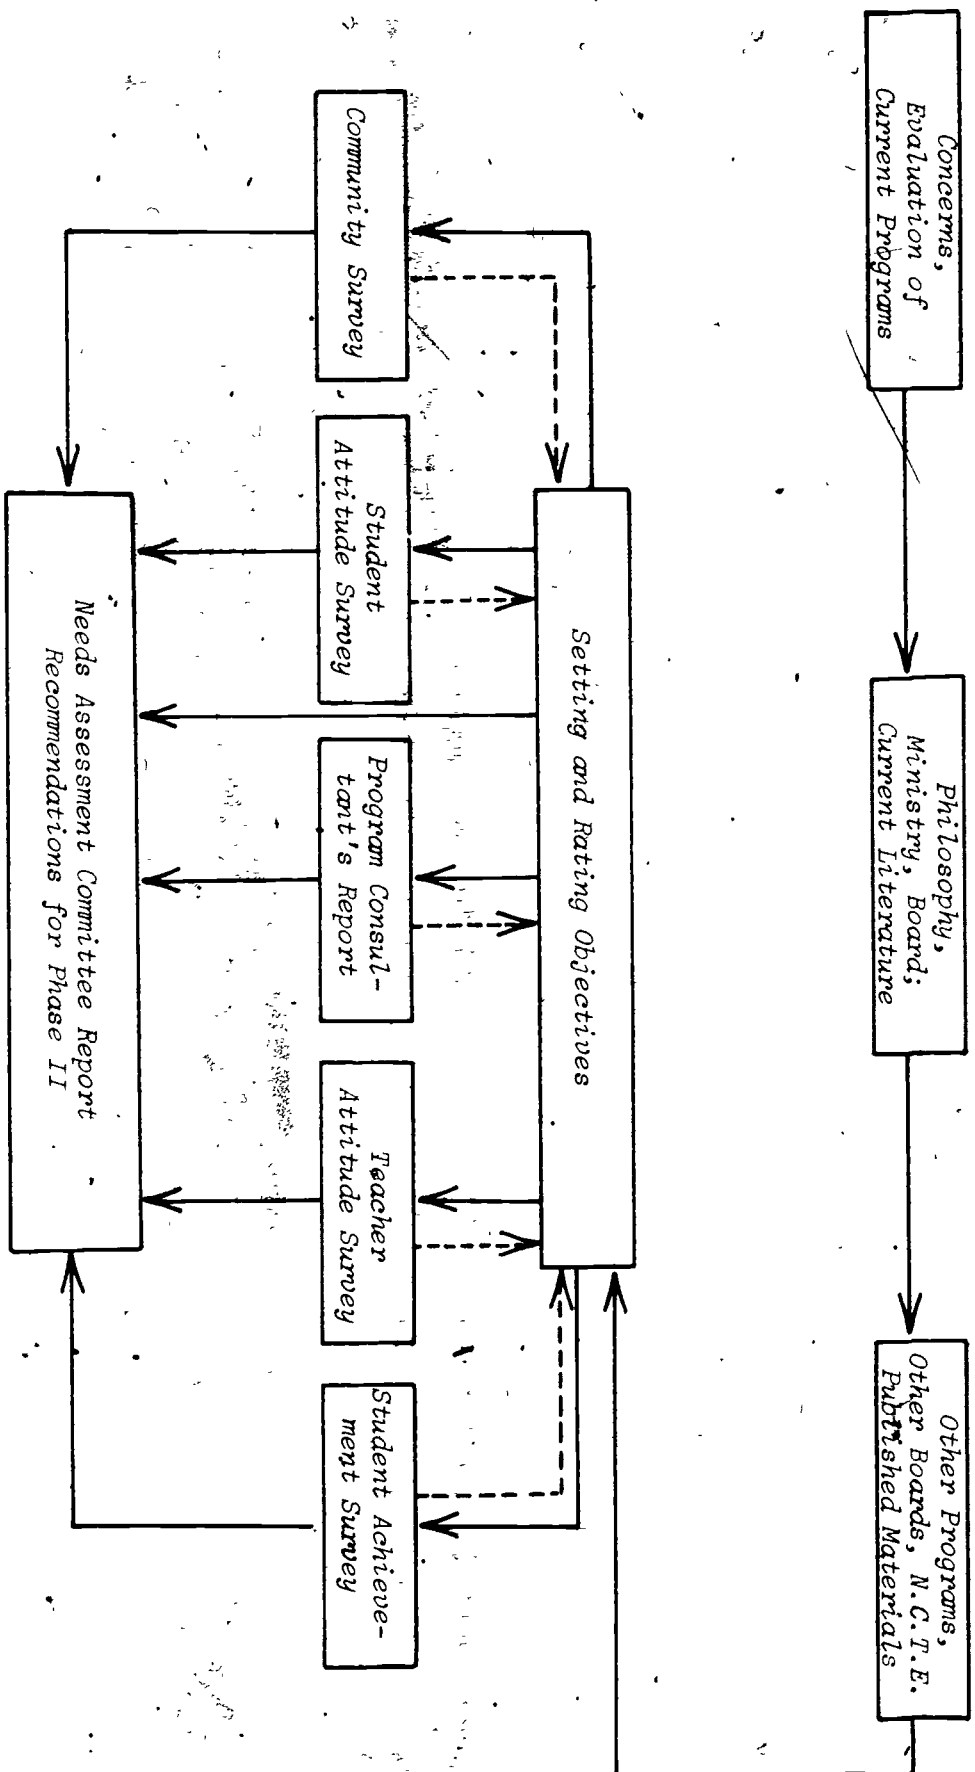 Concerns,
Evaluation of
Current Programs
Philosophy,
Ministry, Board;
Current Literature
Other Programs,
Other Boards, N.C.T.E.
Published Materials
Setting and Rating Objectives
Community Survey
Student
Attitude Survey
Program Consul-
tant's Report
Teacher
Attitude Survey
Student Achieve-
ment Survey
Needs Assessment Committee Report
Recommendations for Phase II